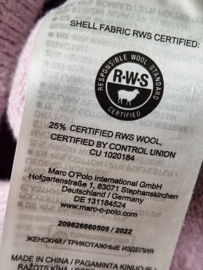 SHELL FABRIC RWS CERTIFIED:
RESPONSIBLE WOOL STANDARD
R·W·S
CERTIFIED
25% CERTIFIED RWS WOOL,
CERTIFIED BY CONTROL UNION
CU 1020184
Marc O'Polo International GmbH
Hofgartenstraße 1, 83071 Stephanskirchen
Deutschland / Germany
DE 131184524
www.marc-o-polo.com
209626660505 / 2022
ЖЕНСКИЙ / ТРИКОТАЖНЫЕ ИЗДЕЛИЯ
MADE IN CHINA / PAGAMINTA KINIJOJE /
RAŽOTS ĶĪNĀ